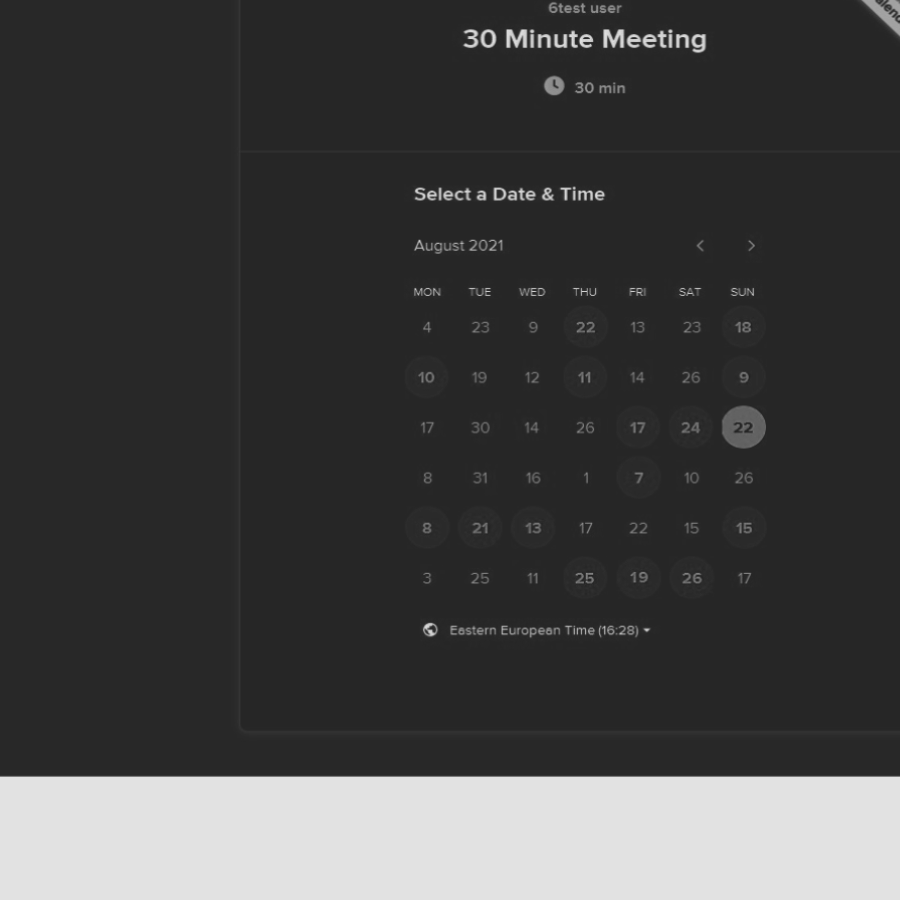 6test user
30 Minute Meeting
30 min
Select a Date & Time
August 2021
MON TUE WED THU FRI SAT SUN
4 23 9 22 13 23 18
10 19 12 11 14 26 9
17 30 14 26 17 24 22
8 31 16 1 7 10 26
8 21 13 17 22 15 15
3 25 11 25 19 26 17
Eastern European Time (16:28)